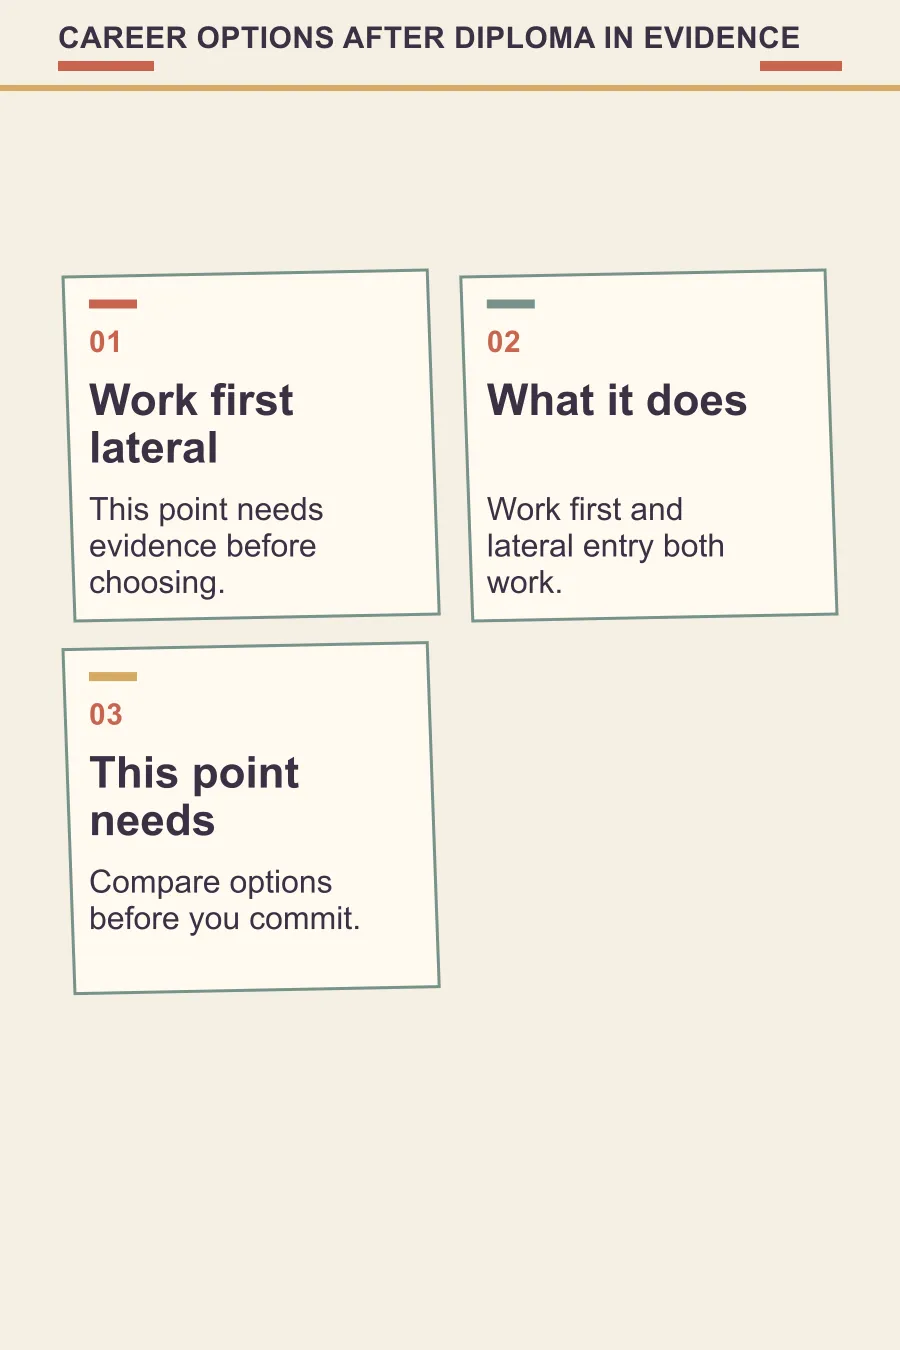 CAREER OPTIONS AFTER DIPLOMA IN EVIDENCE
01
Work first
lateral
This point needs
evidence before
choosing.
02
What it does
Work first and
lateral entry both
work.
03
This point
needs
Compare options
before you commit.